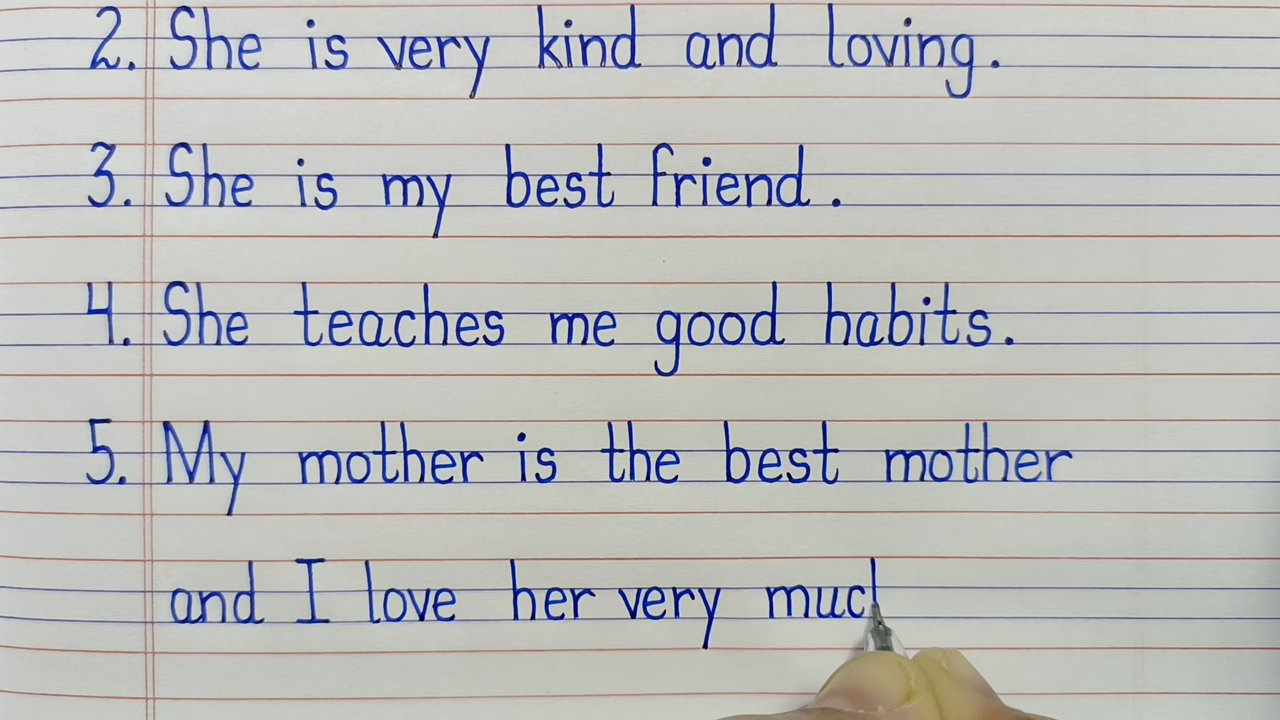 2. She is very kind and loving.
3. She is my best friend.
4. She teaches me good habits.
5. My mother is the best mother
and I love her very